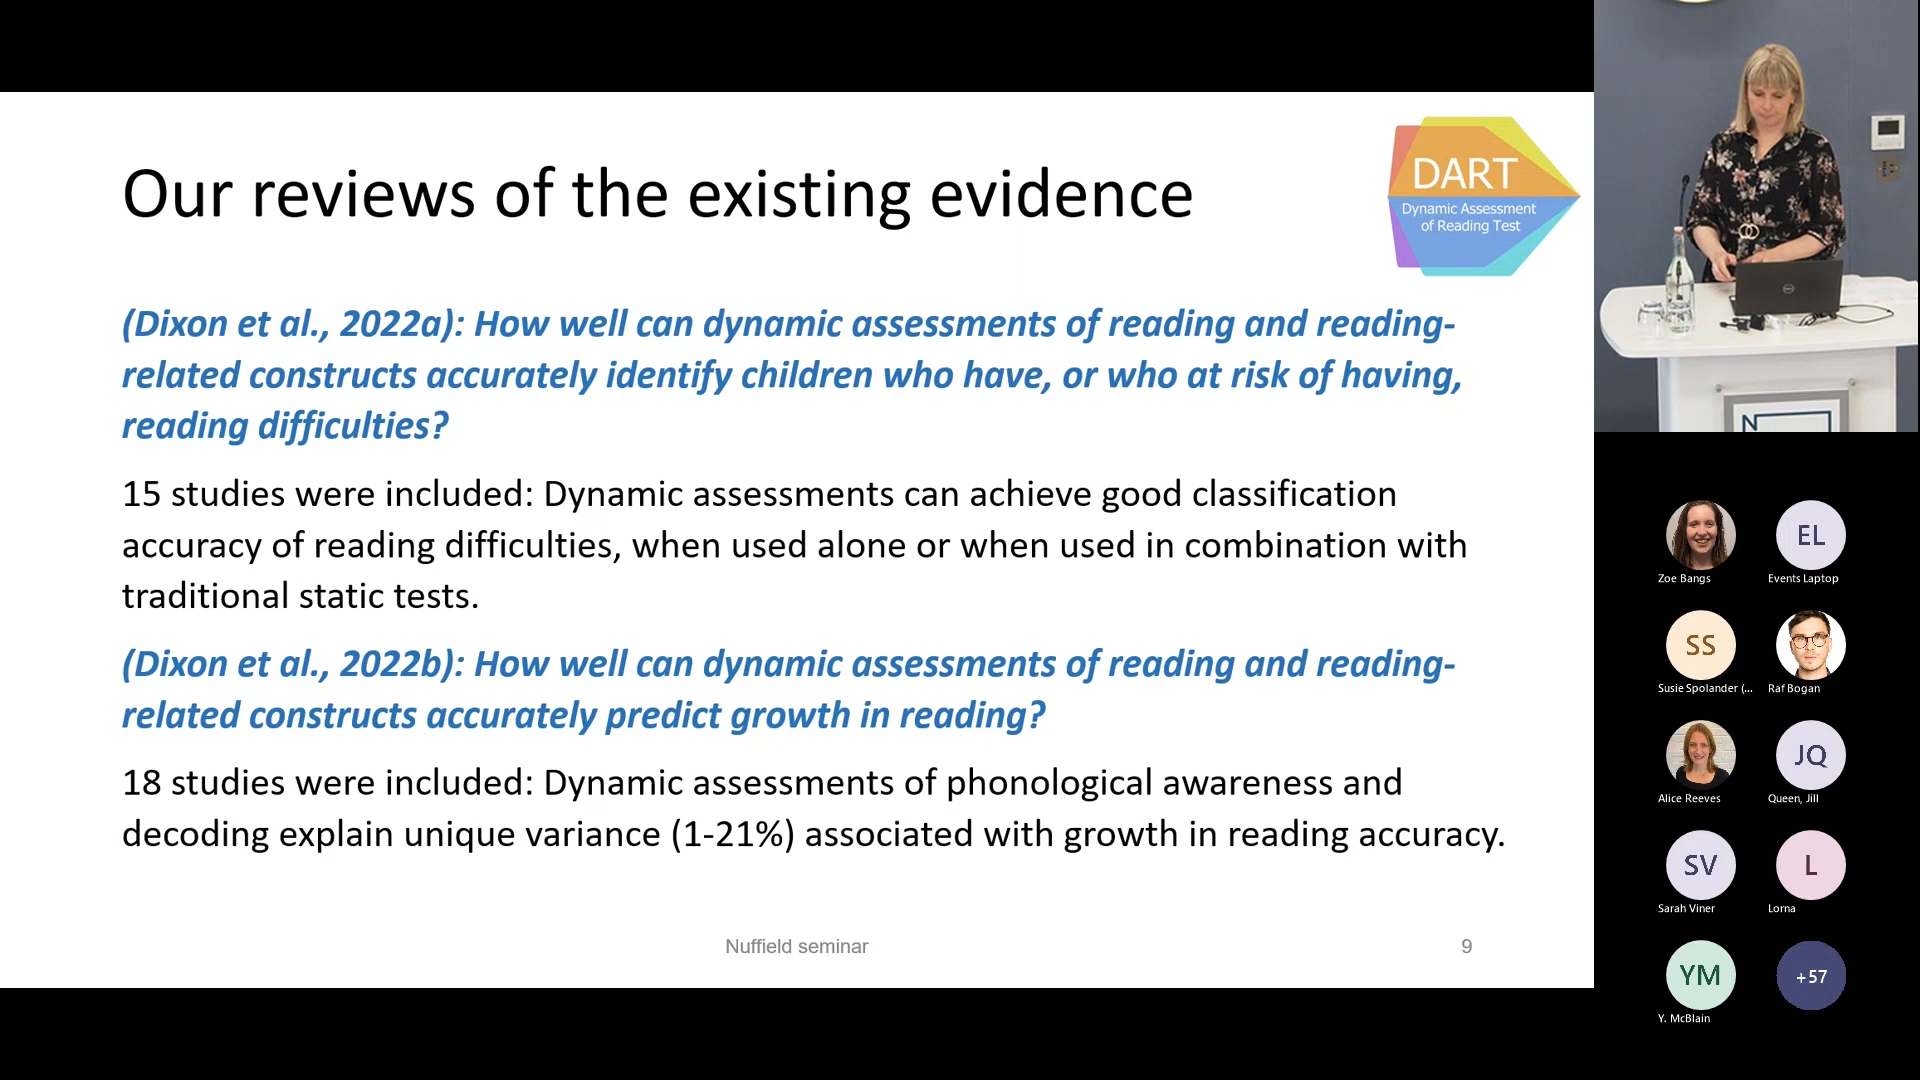 Our reviews of the existing evidence
DART
Dynamic Assessment
of Reading Test
(Dixon et al., 2022a): How well can dynamic assessments of reading and reading-
related constructs accurately identify children who have, or who at risk of having,
reading difficulties?
15 studies were included: Dynamic assessments can achieve good classification
accuracy of reading difficulties, when used alone or when used in combination with
traditional static tests.
(Dixon et al., 2022b): How well can dynamic assessments of reading and reading-
related constructs accurately predict growth in reading?
18 studies were included: Dynamic assessments of phonological awareness and
decoding explain unique variance (1-21%) associated with growth in reading accuracy.
Nuffield seminar
9
N
Zoe Bangs
EL
Events Laptop
SS
Susie Spolander (...
Raf Bogan
Alice Reeves
JQ
Queen, Jill
SV
Sarah Viner
L
Lorna
YM
Y. McBlain
+57